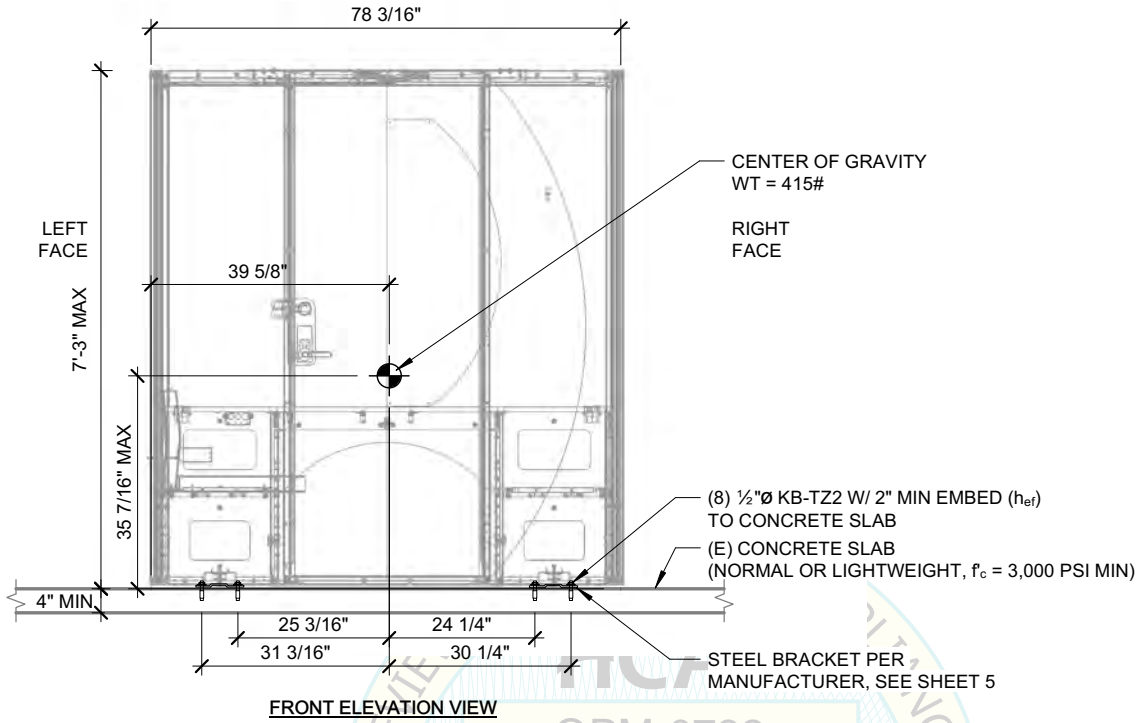 78 3/16"
CENTER OF GRAVITY
WT = 415#
LEFT
FACE
RIGHT
FACE
39 5/8"
7'-3" MAX
35 7/16" MAX
(8) ½"Ø KB-TZ2 W/ 2" MIN EMBED (hef)
TO CONCRETE SLAB
(E) CONCRETE SLAB
(NORMAL OR LIGHTWEIGHT, f'c = 3,000 PSI MIN)
4" MIN
25 3/16"
24 1/4"
31 3/16"
30 1/4"
STEEL BRACKET PER
MANUFACTURER, SEE SHEET 5
FRONT ELEVATION VIEW